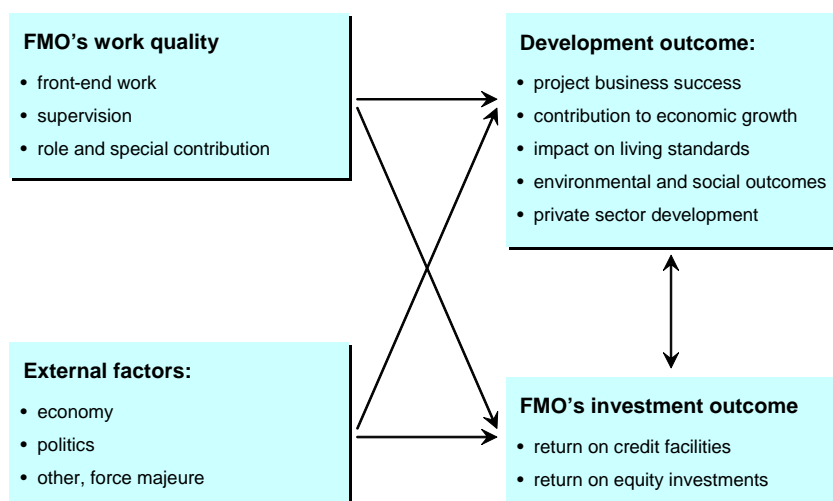 FMO's work quality
• front-end work
• supervision
• role and special contribution
Development outcome:
• project business success
• contribution to economic growth
• impact on living standards
• environmental and social outcomes
• private sector development
External factors:
• economy
• politics
• other, force majeure
FMO's investment outcome
• return on credit facilities
• return on equity investments